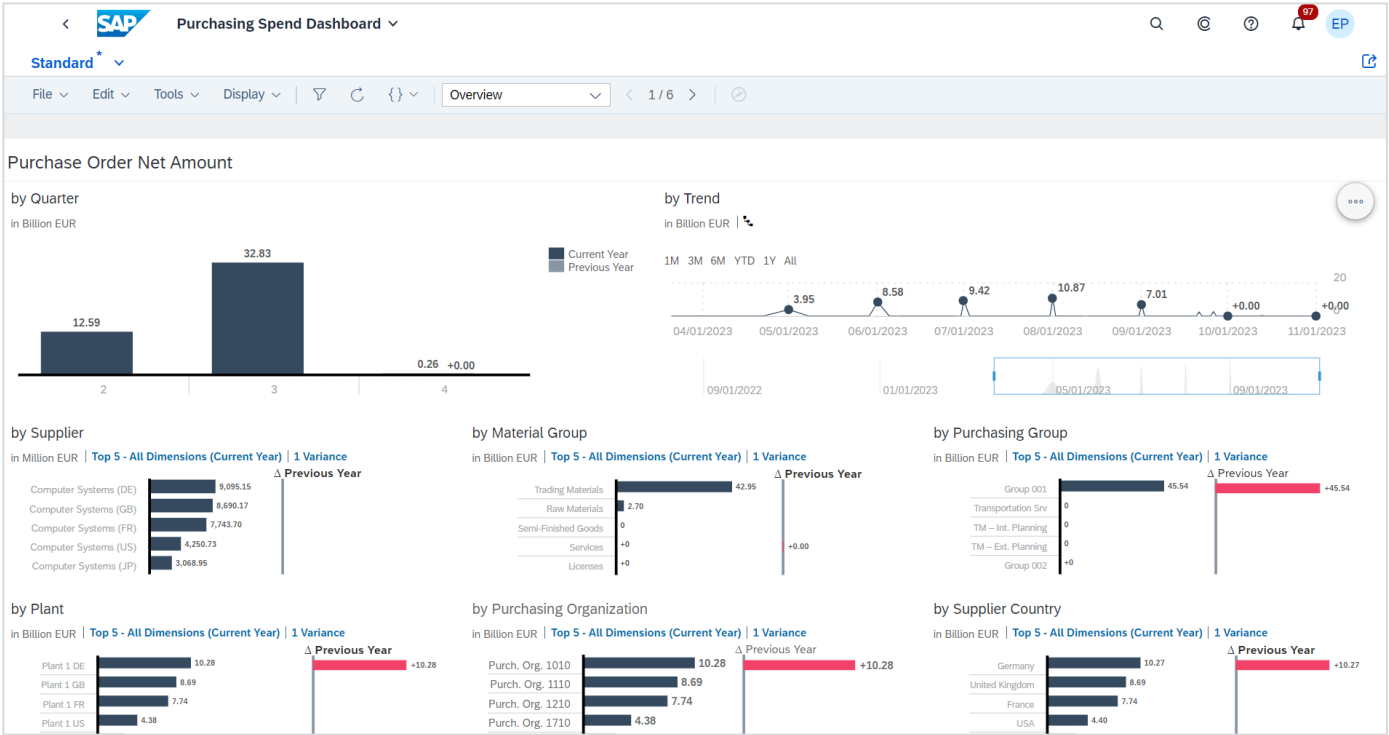 SAP Purchasing Spend Dashboard 97 EP
Standard *
File Edit Tools Display { } Overview 1 / 6
Purchase Order Net Amount
by Quarter
in Billion EUR
32.83
12.59
0.26 +0.00
2 3 4
Current Year
Previous Year
by Trend
in Billion EUR
1M 3M 6M YTD 1Y All
20
3.95 8.58 9.42 10.87 7.01 +0.00 +0.00
0
04/01/2023 05/01/2023 06/01/2023 07/01/2023 08/01/2023 09/01/2023 10/01/2023 11/01/2023
09/01/2022 01/01/2023 05/01/2023 09/01/2023
by Supplier
in Million EUR Top 5 - All Dimensions (Current Year) 1 Variance
Δ Previous Year
Computer Systems (DE) 9,095.15
Computer Systems (GB) 8,690.17
Computer Systems (FR) 7,743.70
Computer Systems (US) 4,250.73
Computer Systems (JP) 3,068.95
by Material Group
in Billion EUR Top 5 - All Dimensions (Current Year) 1 Variance
Δ Previous Year
Trading Materials 42.95
Raw Materials 2.70
Semi-Finished Goods 0
Services +0 +0.00
Licenses +0
by Purchasing Group
in Billion EUR Top 5 - All Dimensions (Current Year) 1 Variance
Δ Previous Year
Group 001 45.54 +45.54
Transportation Srv 0
TM – Int. Planning 0
TM – Ext. Planning 0
Group 002 +0
by Plant
in Billion EUR Top 5 - All Dimensions (Current Year) 1 Variance
Δ Previous Year
Plant 1 DE 10.28 +10.28
Plant 1 GB 8.69
Plant 1 FR 7.74
Plant 1 US 4.38
by Purchasing Organization
in Billion EUR Top 5 - All Dimensions (Current Year) 1 Variance
Δ Previous Year
Purch. Org. 1010 10.28 +10.28
Purch. Org. 1110 8.69
Purch. Org. 1210 7.74
Purch. Org. 1710 4.38
by Supplier Country
in Billion EUR Top 5 - All Dimensions (Current Year) 1 Variance
Δ Previous Year
Germany 10.27 +10.27
United Kingdom 8.69
France 7.74
USA 4.40